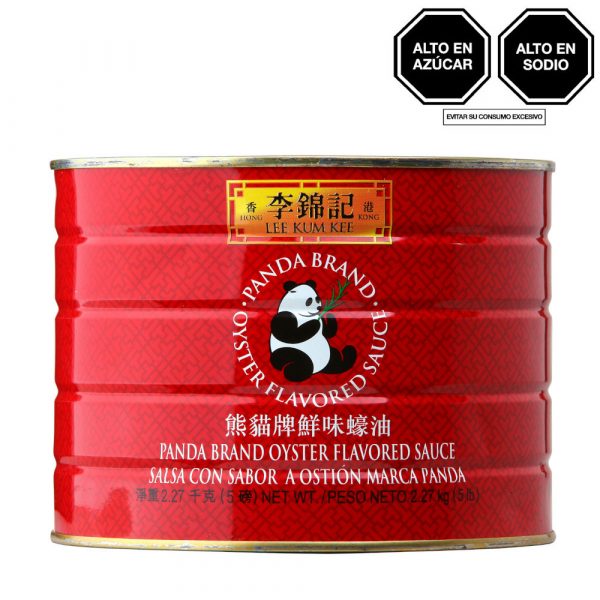 ALTO EN
AZÚCAR
ALTO EN
SODIO
EVITAR SU CONSUMO EXCESIVO
香 李錦記 港
HONG KONG
LEE KUM KEE
· PANDA BRAND ·
OYSTER FLAVORED SAUCE
熊貓牌鮮味蠔油
PANDA BRAND OYSTER FLAVORED SAUCE
SALSA CON SABOR A OSTIÓN MARCA PANDA
淨重2.27 千克 (5 磅) NET WT. /PESO NETO 2.27 kg (5 lb)